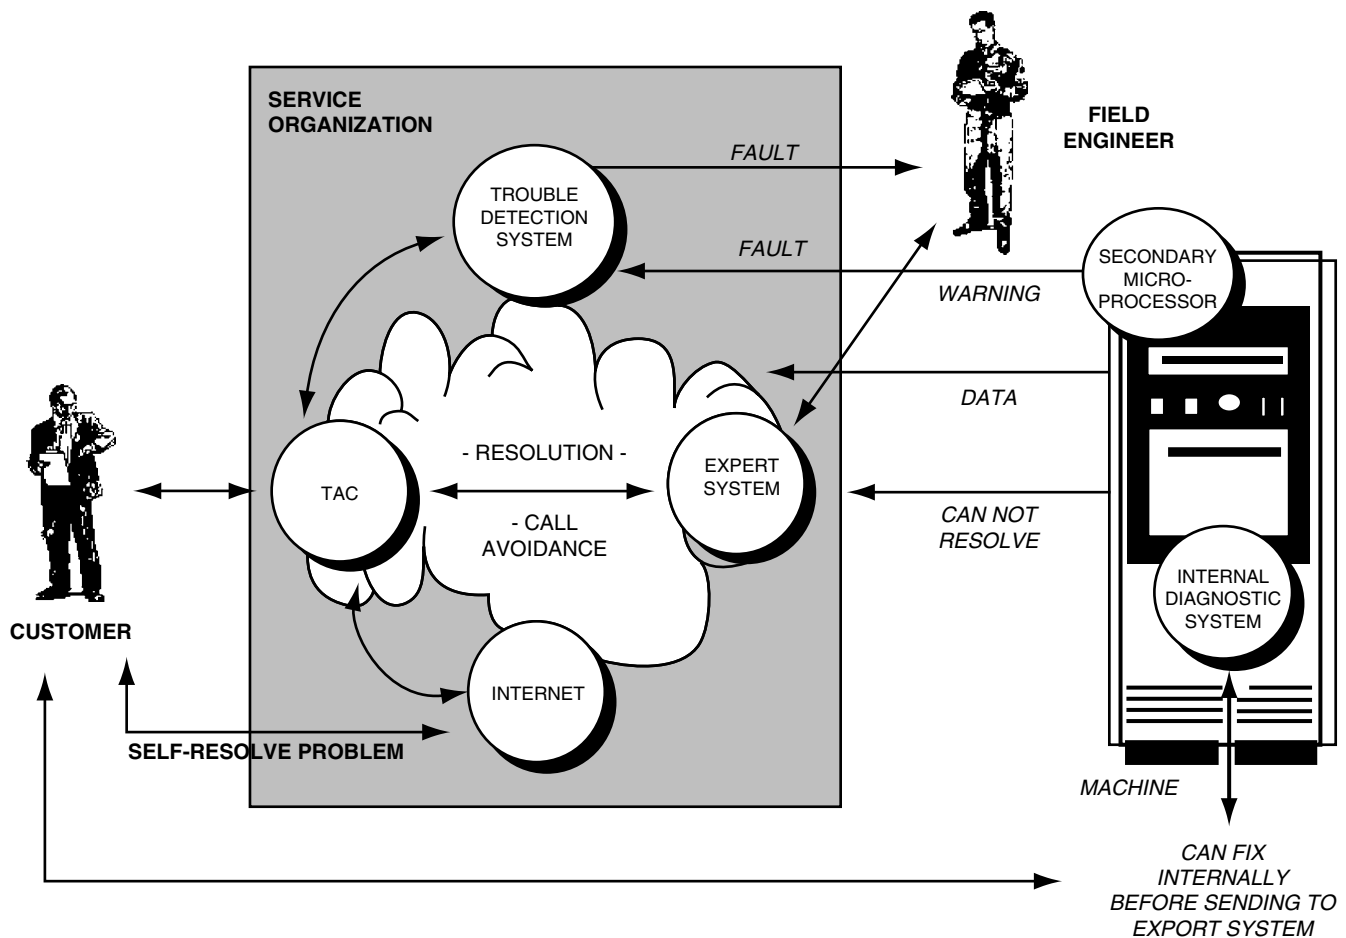 SERVICE
ORGANIZATION
FIELD
ENGINEER
FAULT
TROUBLE
DETECTION
SYSTEM
FAULT
WARNING
SECONDARY
MICRO-
PROCESSOR
DATA
- RESOLUTION -
EXPERT
SYSTEM
TAC
- CALL
AVOIDANCE
CAN NOT
RESOLVE
INTERNAL
DIAGNOSTIC
SYSTEM
CUSTOMER
INTERNET
SELF-RESOLVE PROBLEM
MACHINE
CAN FIX
INTERNALLY
BEFORE SENDING TO
EXPORT SYSTEM